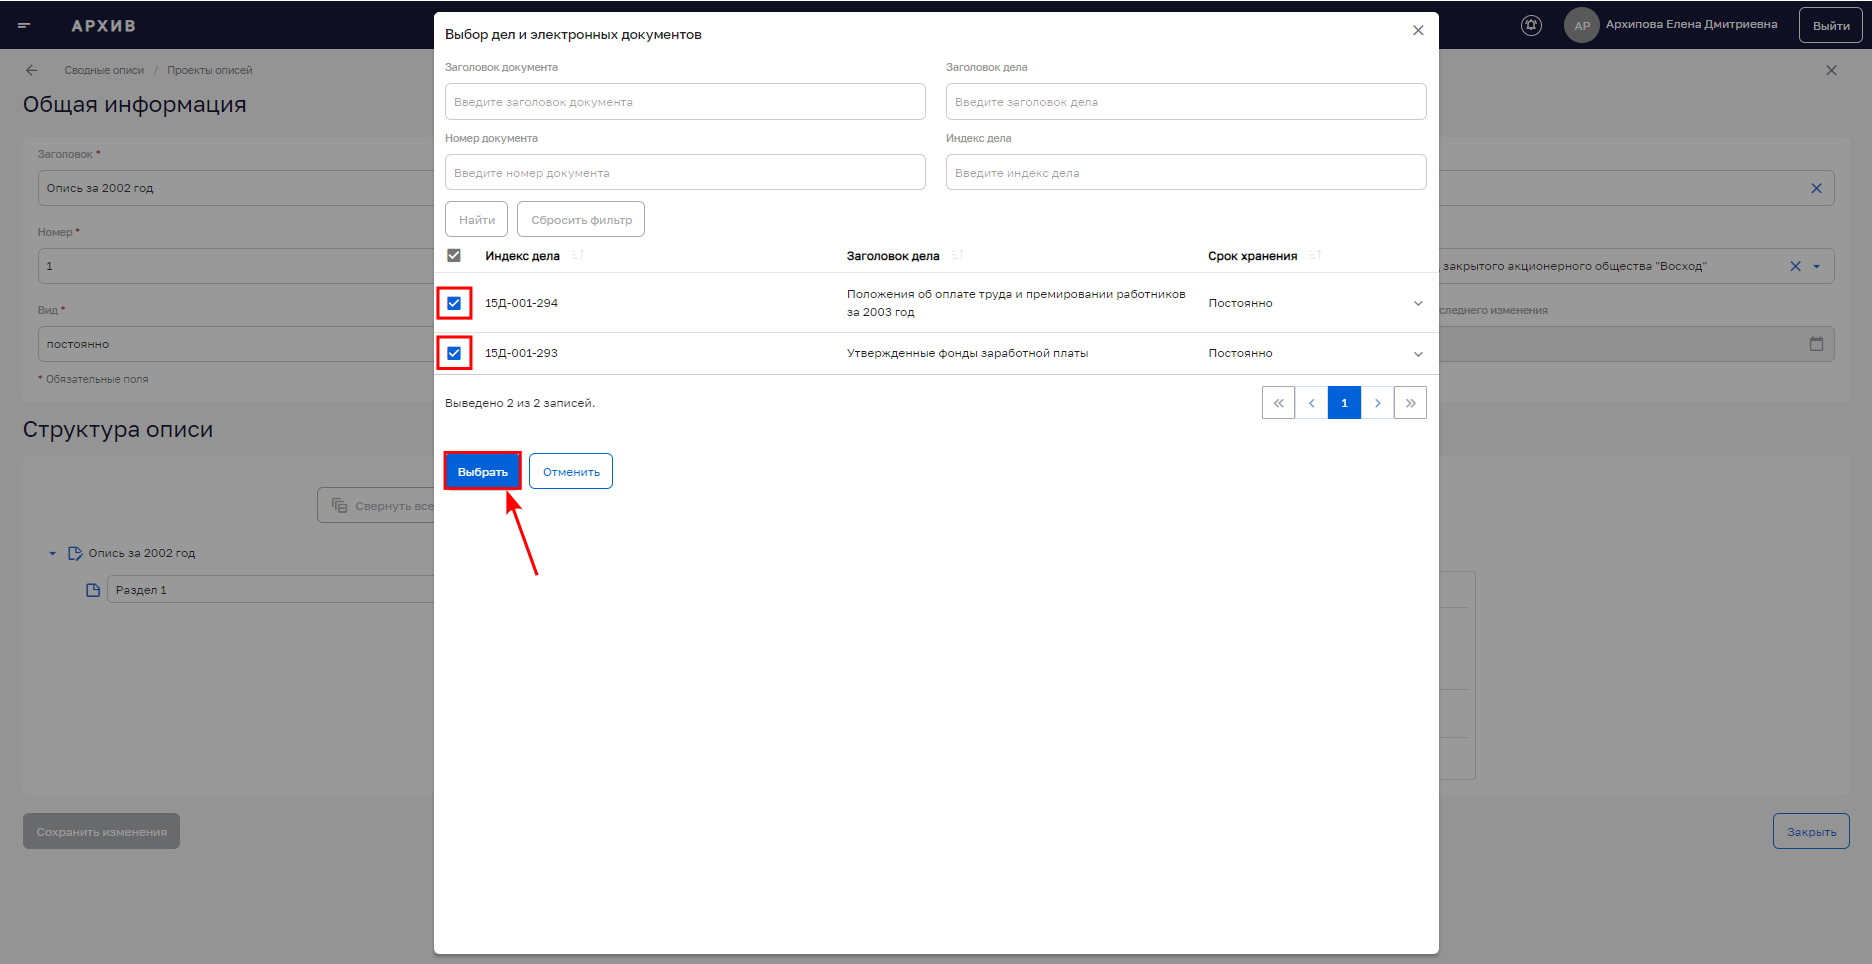 АРХИВ
АР
Архипова Елена Дмитриевна
Выйти
Сводные описи / Проекты описей
Общая информация
Заголовок *
Опись за 2002 год
Номер *
1
закрытого акционерного общества "Восход"
Вид *
следнего изменения
постоянно
* Обязательные поля
Структура описи
Свернуть все
Опись за 2002 год
Раздел 1
Сохранить изменения
Закрыть
Выбор дел и электронных документов
Заголовок документа
Заголовок дела
Введите заголовок документа
Введите заголовок дела
Номер документа
Индекс дела
Введите номер документа
Введите индекс дела
Найти
Сбросить фильтр
Индекс дела
Заголовок дела
Срок хранения
15Д-001-294
Положения об оплате труда и премировании работников
за 2003 год
Постоянно
15Д-001-293
Утвержденные фонды заработной платы
Постоянно
Выведено 2 из 2 записей.
« ‹ 1 › »
Выбрать
Отменить